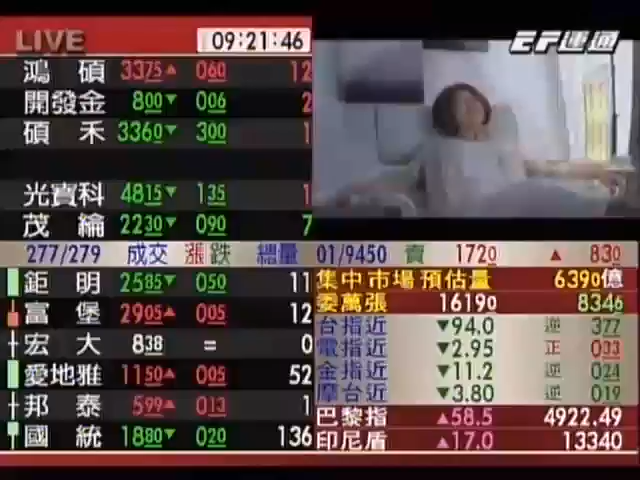 LIVE 09:21:46
EF 運通
鴻碩 3375▲ 060 12
開發金 800▼ 006 2
碩禾 3360▼ 300 1
光寶科 4815▼ 135 1
茂綸 2230▼ 090 7
277/279 成交 漲跌 總量
01/9450 賣 1720 ▲ 830
鉅明 2585▼ 050 11
富堡 2905▲ 005 12
宏大 838 = 0
愛地雅 1150▲ 005 52
邦泰 599▲ 013 1
國統 1880▼ 020 136
集中市場預估量 6390億
委萬張 16190 8346
台指近 ▼94.0 逆 377
電指近 ▼2.95 正 033
金指近 ▼11.2 逆 024
摩台近 ▼3.80 逆 019
巴黎指 ▲58.5 4922.49
印尼盾 ▲17.0 13340